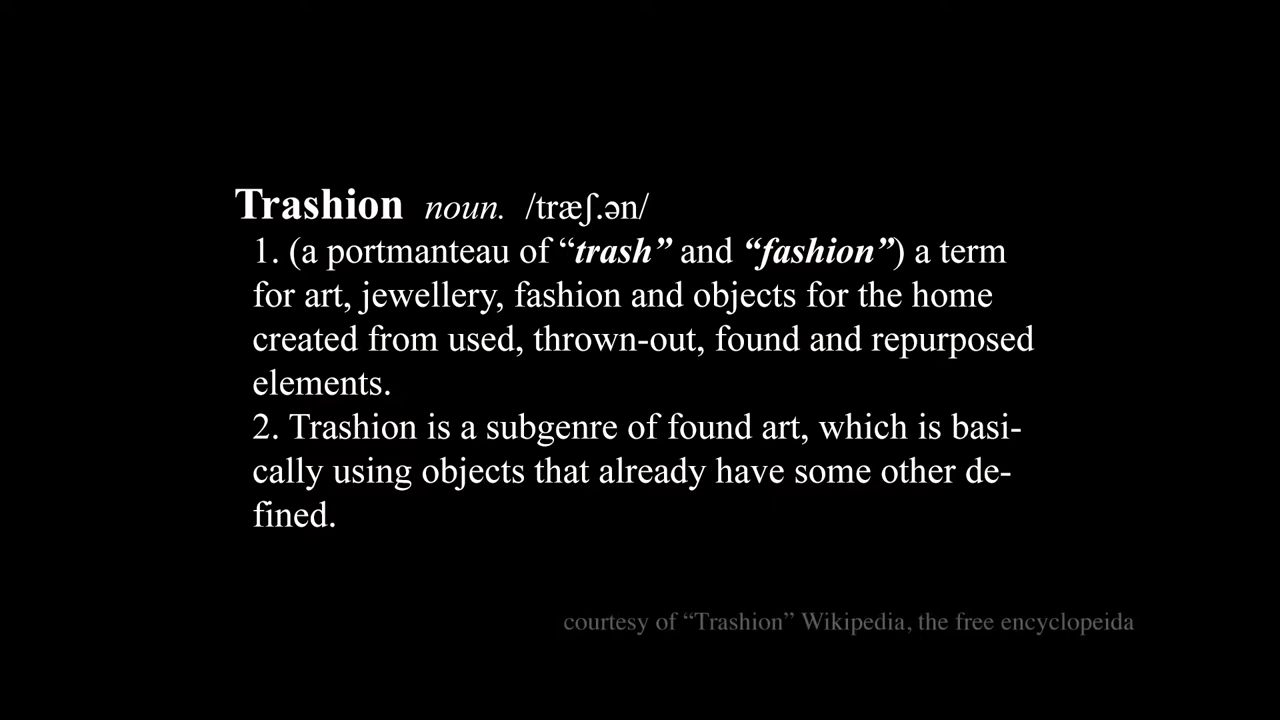 Trashion noun. /træʃ.ən/
1. (a portmanteau of “trash” and “fashion”) a term
for art, jewellery, fashion and objects for the home
created from used, thrown-out, found and repurposed
elements.
2. Trashion is a subgenre of found art, which is basi-
cally using objects that already have some other de-
fined.
courtesy of “Trashion” Wikipedia, the free encyclopeida